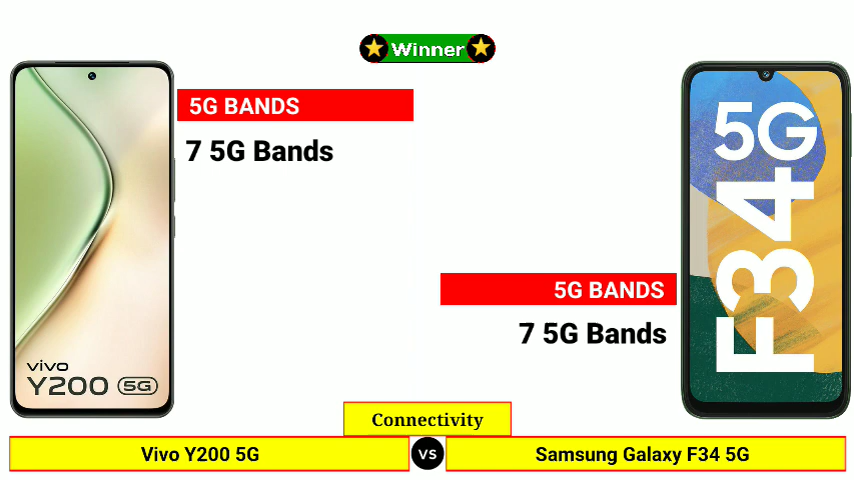 Winner
5G BANDS
7 5G Bands
vivo
Y200 5G
5G
F34
5G BANDS
7 5G Bands
Connectivity
Vivo Y200 5G
VS
Samsung Galaxy F34 5G